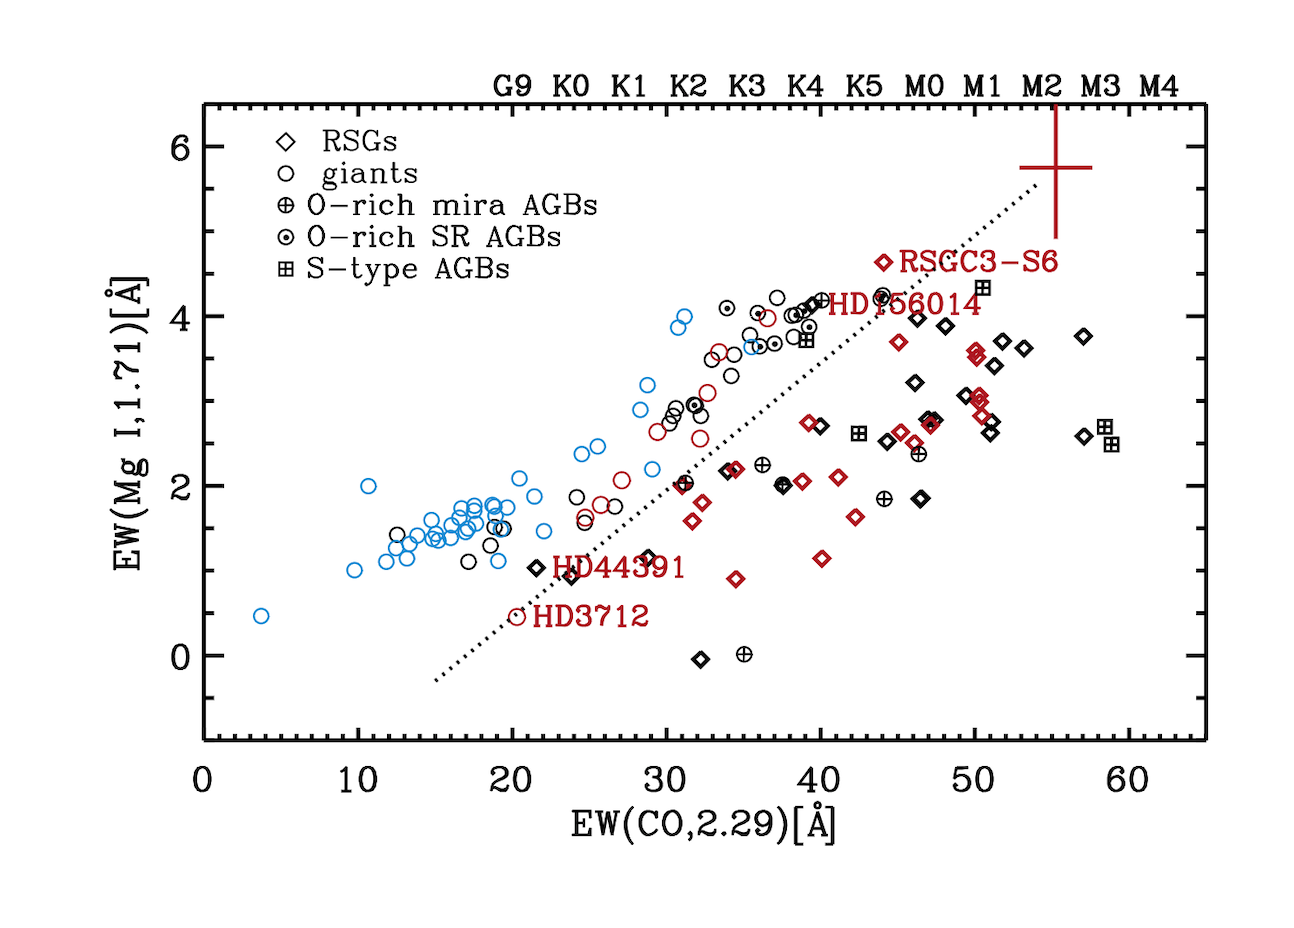 G9 K0 K1 K2 K3 K4 K5 M0 M1 M2 M3 M4
6
4
2
0
EW(Mg I,1.71)[Å]
RSGs
giants
O-rich mira AGBs
O-rich SR AGBs
S-type AGBs
RSGC3-S6
HD156014
HD44391
HD3712
0 10 20 30 40 50 60
EW(CO,2.29)[Å]